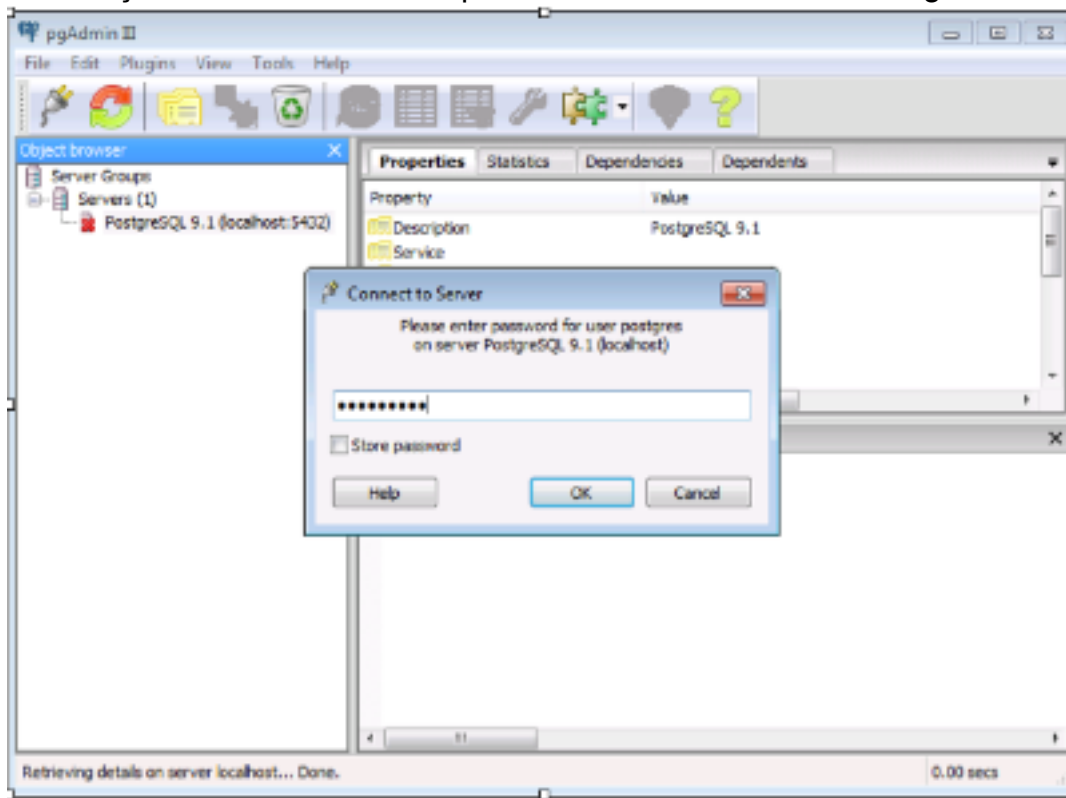 pgAdmin III
File Edit Plugins View Tools Help
Object browser
Server Groups
Servers (1)
PostgreSQL 9.1 (localhost:5432)
Properties Statistics Dependencies Dependents
Property Value
Description PostgreSQL 9.1
Service
Connect to Server
Please enter password for user postgres
on server PostgreSQL 9.1 (localhost)
•••••••••
Store password
Help OK Cancel
Retrieving details on server localhost... Done. 0.00 secs